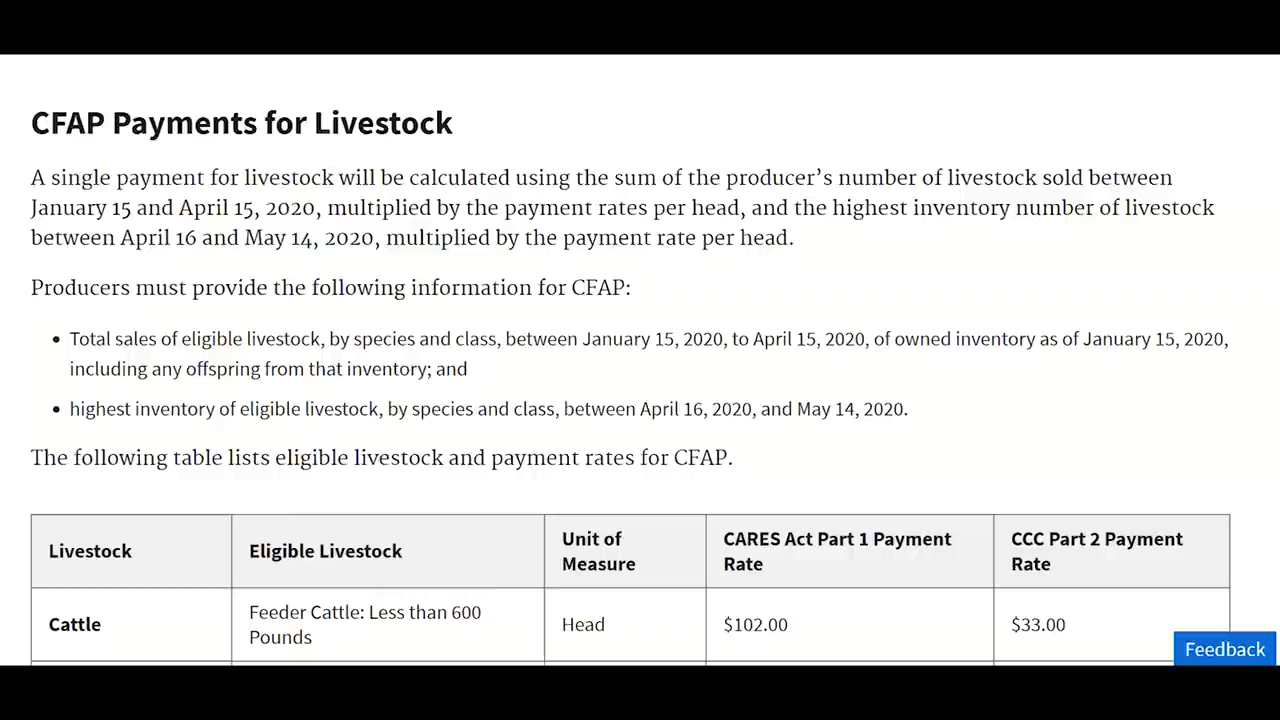 CFAP Payments for Livestock
A single payment for livestock will be calculated using the sum of the producer’s number of livestock sold between
January 15 and April 15, 2020, multiplied by the payment rates per head, and the highest inventory number of livestock
between April 16 and May 14, 2020, multiplied by the payment rate per head.
Producers must provide the following information for CFAP:
• Total sales of eligible livestock, by species and class, between January 15, 2020, to April 15, 2020, of owned inventory as of January 15, 2020,
including any offspring from that inventory; and
• highest inventory of eligible livestock, by species and class, between April 16, 2020, and May 14, 2020.
The following table lists eligible livestock and payment rates for CFAP.
Livestock
Eligible Livestock
Unit of
Measure
CARES Act Part 1 Payment
Rate
CCC Part 2 Payment
Rate
Cattle
Feeder Cattle: Less than 600
Pounds
Head
$102.00
$33.00
Feedback